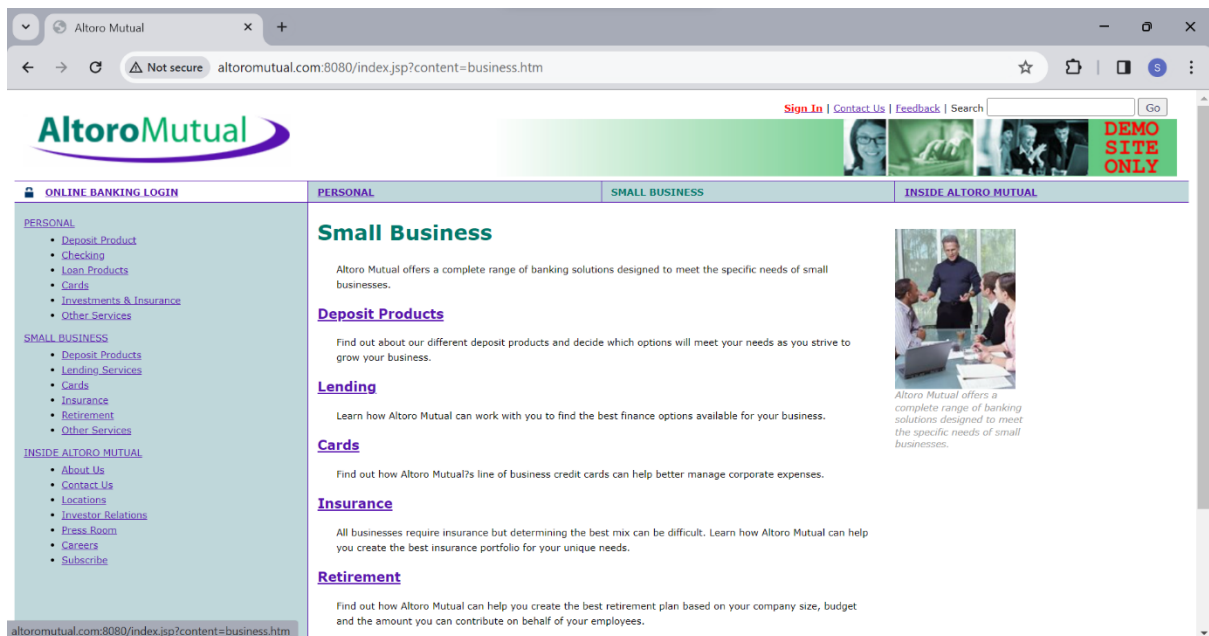 Altoro Mutual
Not secure altoromutual.com:8080/index.jsp?content=business.htm
S
Sign In | Contact Us | Feedback | Search Go
AltoroMutual
DEMO
SITE
ONLY
ONLINE BANKING LOGIN
PERSONAL
SMALL BUSINESS
INSIDE ALTORO MUTUAL
PERSONAL
• Deposit Product
• Checking
• Loan Products
• Cards
• Investments & Insurance
• Other Services
SMALL BUSINESS
• Deposit Products
• Lending Services
• Cards
• Insurance
• Retirement
• Other Services
INSIDE ALTORO MUTUAL
• About Us
• Contact Us
• Locations
• Investor Relations
• Press Room
• Careers
• Subscribe
altoromutual.com:8080/index.jsp?content=business.htm
Small Business
Altoro Mutual offers a complete range of banking solutions designed to meet the specific needs of small
businesses.
Deposit Products
Find out about our different deposit products and decide which options will meet your needs as you strive to
grow your business.
Lending
Learn how Altoro Mutual can work with you to find the best finance options available for your business.
Cards
Find out how Altoro Mutual?s line of business credit cards can help better manage corporate expenses.
Insurance
All businesses require insurance but determining the best mix can be difficult. Learn how Altoro Mutual can help
you create the best insurance portfolio for your unique needs.
Retirement
Find out how Altoro Mutual can help you create the best retirement plan based on your company size, budget
and the amount you can contribute on behalf of your employees.
Altoro Mutual offers a
complete range of banking
solutions designed to meet
the specific needs of small
businesses.